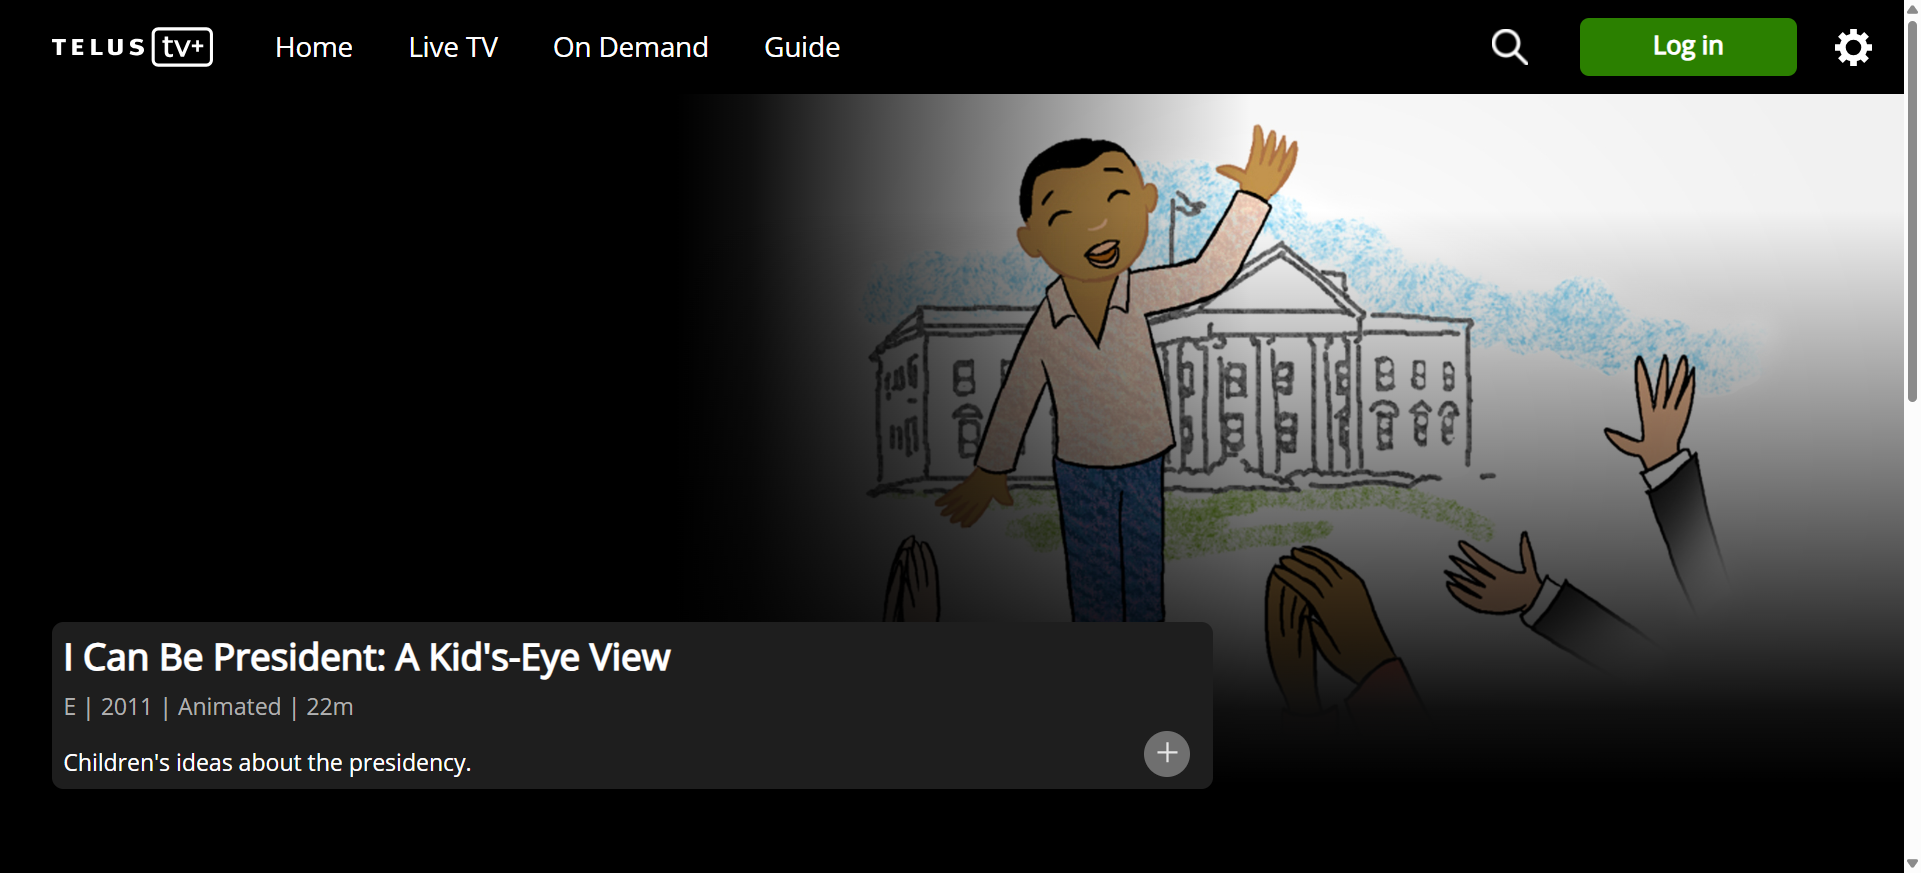 TELUS tv+ Home Live TV On Demand Guide Log in
I Can Be President: A Kid's-Eye View
E | 2011 | Animated | 22m
Children's ideas about the presidency.